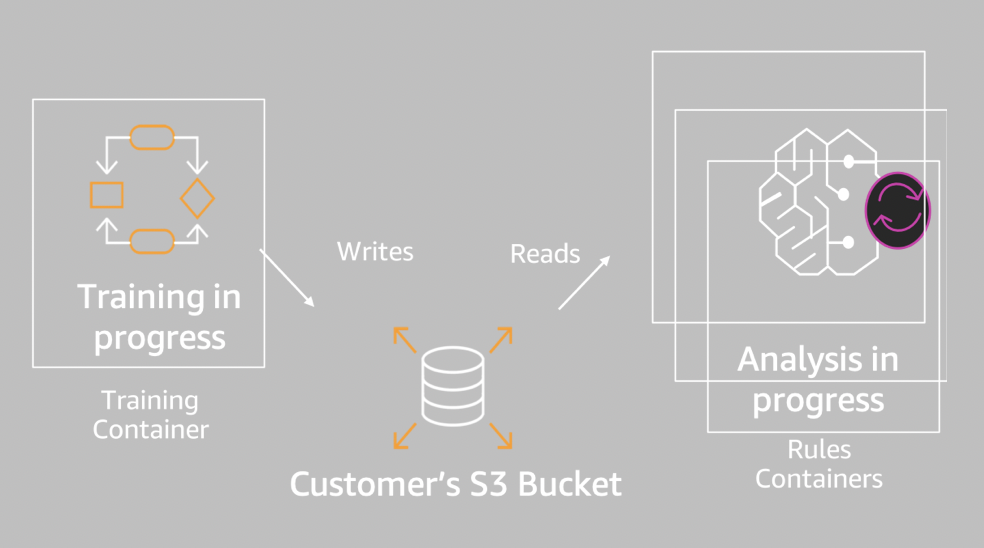 Training in
progress
Training
Container
Writes
Reads
Customer's S3 Bucket
Analysis in
progress
Rules
Containers